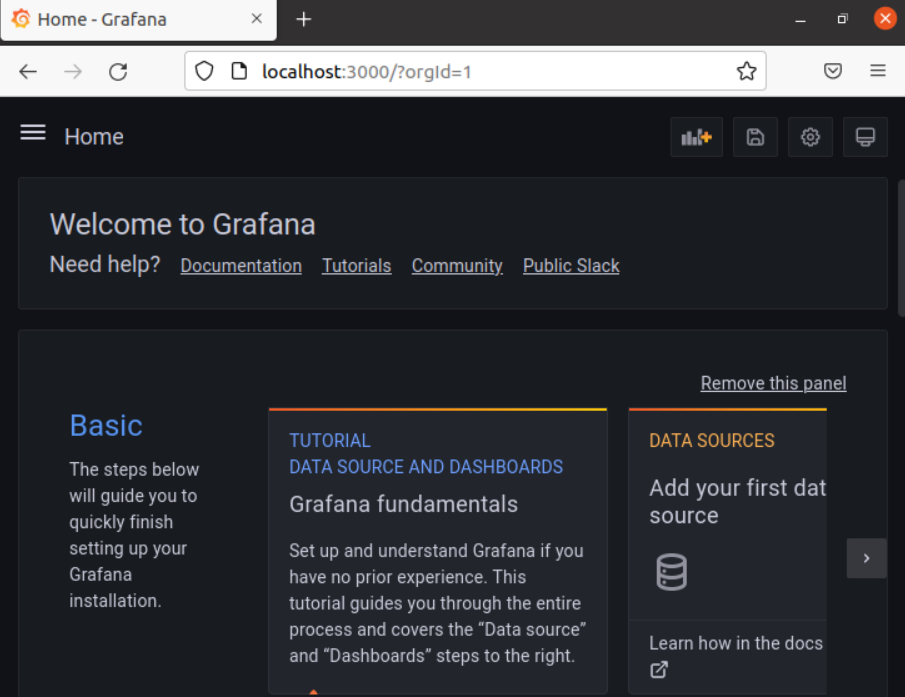 Home - Grafana
localhost:3000/?orgId=1
Home
Welcome to Grafana
Need help? Documentation Tutorials Community Public Slack
Remove this panel
Basic
The steps below
will guide you to
quickly finish
setting up your
Grafana
installation.
TUTORIAL
DATA SOURCE AND DASHBOARDS
Grafana fundamentals
Set up and understand Grafana if you
have no prior experience. This
tutorial guides you through the entire
process and covers the “Data source”
and “Dashboards” steps to the right.
DATA SOURCES
Add your first dat
source
Learn how in the docs